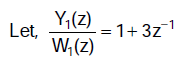 Let, Y₁(z)/W₁(z) = 1+ 3z⁻¹